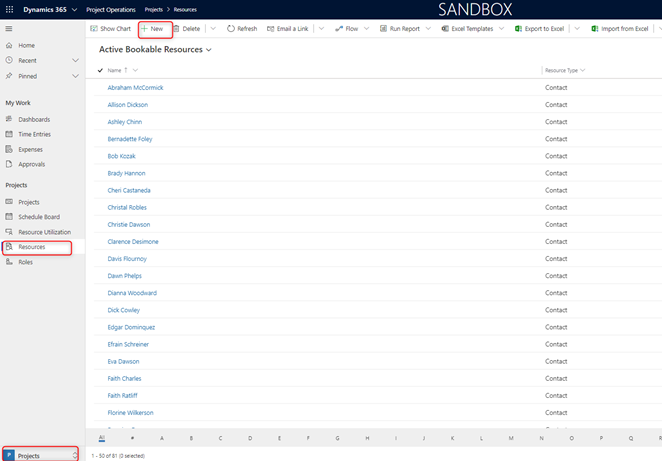 Dynamics 365 Project Operations Projects > Resources SANDBOX
Show Chart + New Delete Refresh Email a Link Flow Run Report Excel Templates Export to Excel Import from Excel
Home
Recent
Pinned
My Work
Dashboards
Time Entries
Expenses
Approvals
Projects
Projects
Schedule Board
Resource Utilization
Resources
Roles
P Projects
Active Bookable Resources
Name ↑ Resource Type
Abraham McCormick Contact
Allison Dickson Contact
Ashley Chinn Contact
Bernadette Foley Contact
Bob Kozak Contact
Brady Hannon Contact
Cheri Castaneda Contact
Christal Robles Contact
Christie Dawson Contact
Clarence Desimone Contact
Davis Flournoy Contact
Dawn Phelps Contact
Dianna Woodward Contact
Dick Cowley Contact
Edgar Dominquez Contact
Efrain Schreiner Contact
Eva Dawson Contact
Faith Charles Contact
Faith Ratliff Contact
Florine Wilkerson Contact
All # A B C D E F G H I J K L M N O P Q R
1 - 50 of 81 (0 selected)